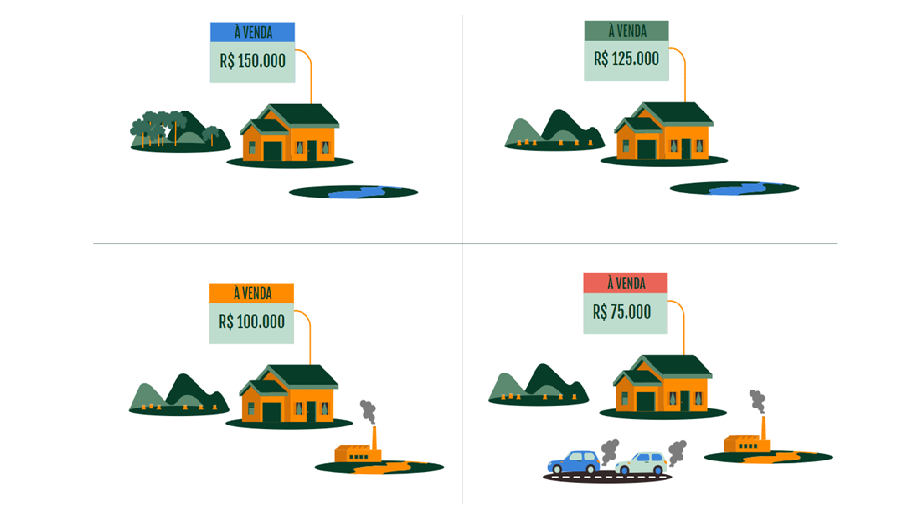 À VENDA
R$ 150.000
À VENDA
R$ 125.000
À VENDA
R$ 100.000
À VENDA
R$ 75.000